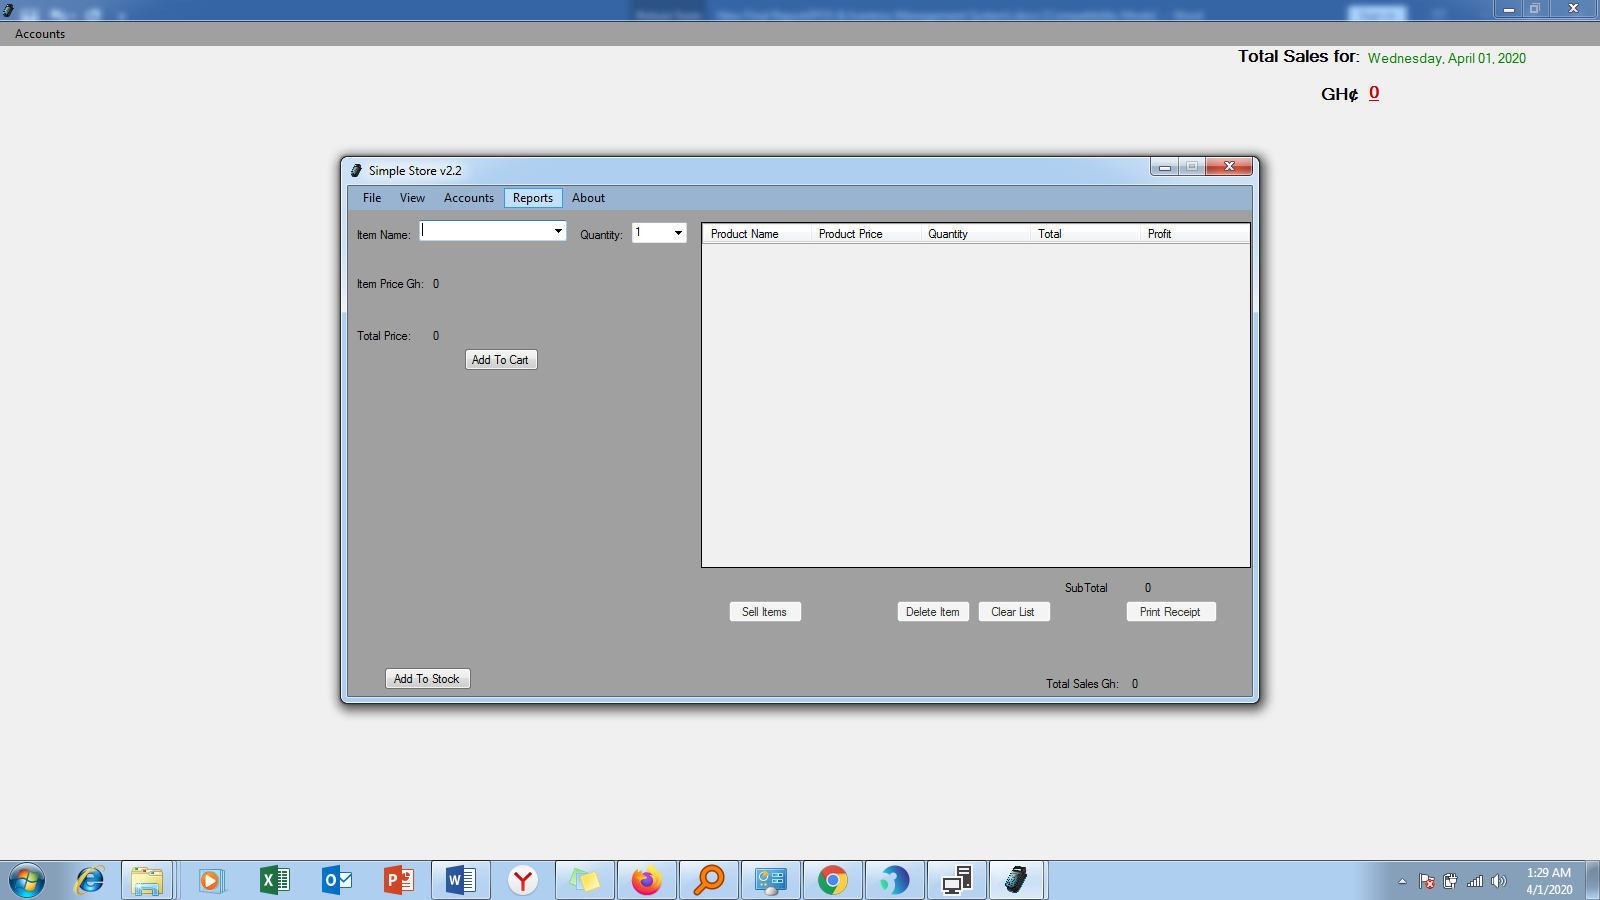 Accounts
Total Sales for: Wednesday, April 01, 2020
GH¢ 0
Simple Store v2.2
File View Accounts Reports About
Item Name: Quantity: 1
Product Name Product Price Quantity Total Profit
Item Price Gh: 0
Total Price: 0
Add To Cart
SubTotal 0
Sell Items Delete Item Clear List Print Receipt
Add To Stock
Total Sales Gh: 0
1:29 AM
4/1/2020